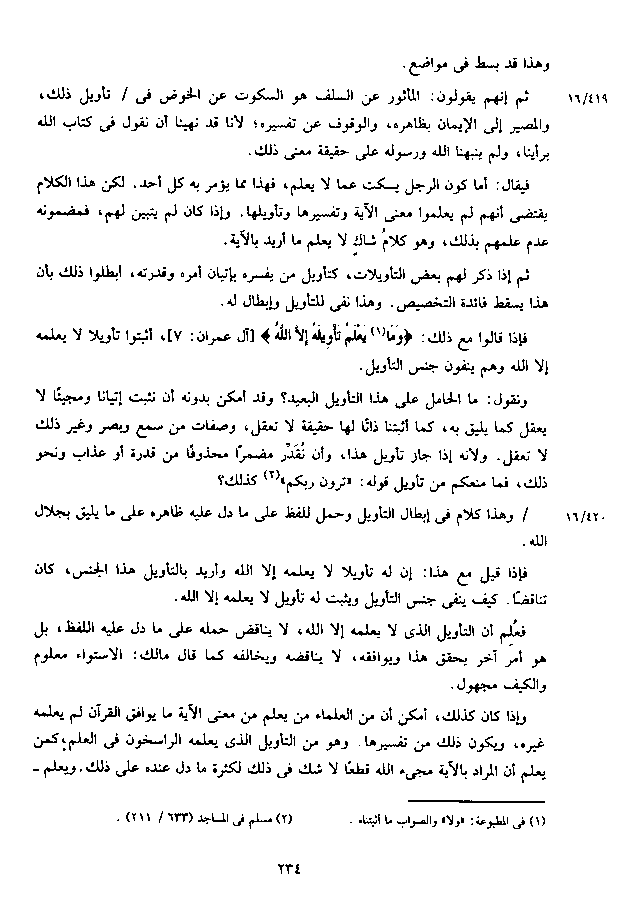 وهذا قد بسط فى مواضع.
١٦/٤١٩ ثم إنهم يقولون: المأثور عن السلف هو السكوت عن الخوض فى / تأويل ذلك،
والمصير إلى الإيمان بظاهره، والوقوف عن تفسيره؛ لأنا قد نهينا أن نقول فى كتاب الله
برأينا، ولم ينبهنا الله ورسوله على حقيقة معنى ذلك.
فيقال: أما كون الرجل يسكت عما لا يعلم، فهذا مما يؤمر به كل أحد. لكن هذا الكلام
يقتضى أنهم لم يعلموا معنى الآية وتفسيرها وتأويلها. وإذا كان لم يتبين لهم، فمضمونه
عدم علمهم بذلك، وهو كلامُ شاكٍ لا يعلم ما أريد بالآية.
ثم إذا ذكر لهم بعض التأويلات، كتأويل من يفسره بإتيان أمره وقدرته، أبطلوا ذلك بأن
هذا يسقط فائدة التخصيص. وهذا نفى للتأويل وإبطال له.
فإذا قالوا مع ذلك: ﴿وَمَا(١) يَعْلَمُ تَأْوِيلَهُ إِلاَّ اللَّهُ﴾ [آل عمران: ٧]، أثبتوا تأويلا لا يعلمه
إلا الله وهم ينفون جنس التأويل.
ونقول: ما الحامل على هذا التأويل البعيد؟ وقد أمكن بدونه أن نثبت إتيانا ومجيئًا لا
يعقل كما يليق به، كما أثبتنا ذاتًا لها حقيقة لا تعقل، وصفات من سمع وبصر وغير ذلك
لا تعقل. ولأنه إذا جاز تأويل هذا، وأن نُقَدِّر مضمرًا محذوفًا من قدرة أو عذاب ونحو
ذلك، فما منعكم من تأويل قوله: «ترون ربكم»(٢) كذلك؟
١٦/٤٢٠ / وهذا كلام فى إبطال التأويل وحمل للفظ على ما دل عليه ظاهره على ما يليق بجلال
الله.
فإذا قيل مع هذا: إن له تأويلا لا يعلمه إلا الله وأريد بالتأويل هذا الجنس، كان
تناقضًا. كيف ينفى جنس التأويل ويثبت له تأويل لا يعلمه إلا الله.
فعُلِم أن التأويل الذى لا يعلمه إلا الله، لا يناقض حمله على ما دل عليه اللفظ، بل
هو أمر آخر يحقق هذا ويوافقه، لا يناقضه ويخالفه كما قال مالك: الاستواء معلوم
والكيف مجهول.
وإذا كان كذلك، أمكن أن من العلماء من يعلم من معنى الآية ما يوافق القرآن لم يعلمه
غيره، ويكون ذلك من تفسيرها. وهو من التأويل الذى يعلمه الراسخون فى العلم؛ كمن
يعلم أن المراد بالآية مجىء الله قطعًا لا شك فى ذلك لكثرة ما دل عنده على ذلك. ويعلم ـ
(١) فى المطبوعة: «ولا» والصواب ما أثبتناه . (٢) مسلم فى المساجد (٦٣٣ / ٢١١) .
٢٣٤